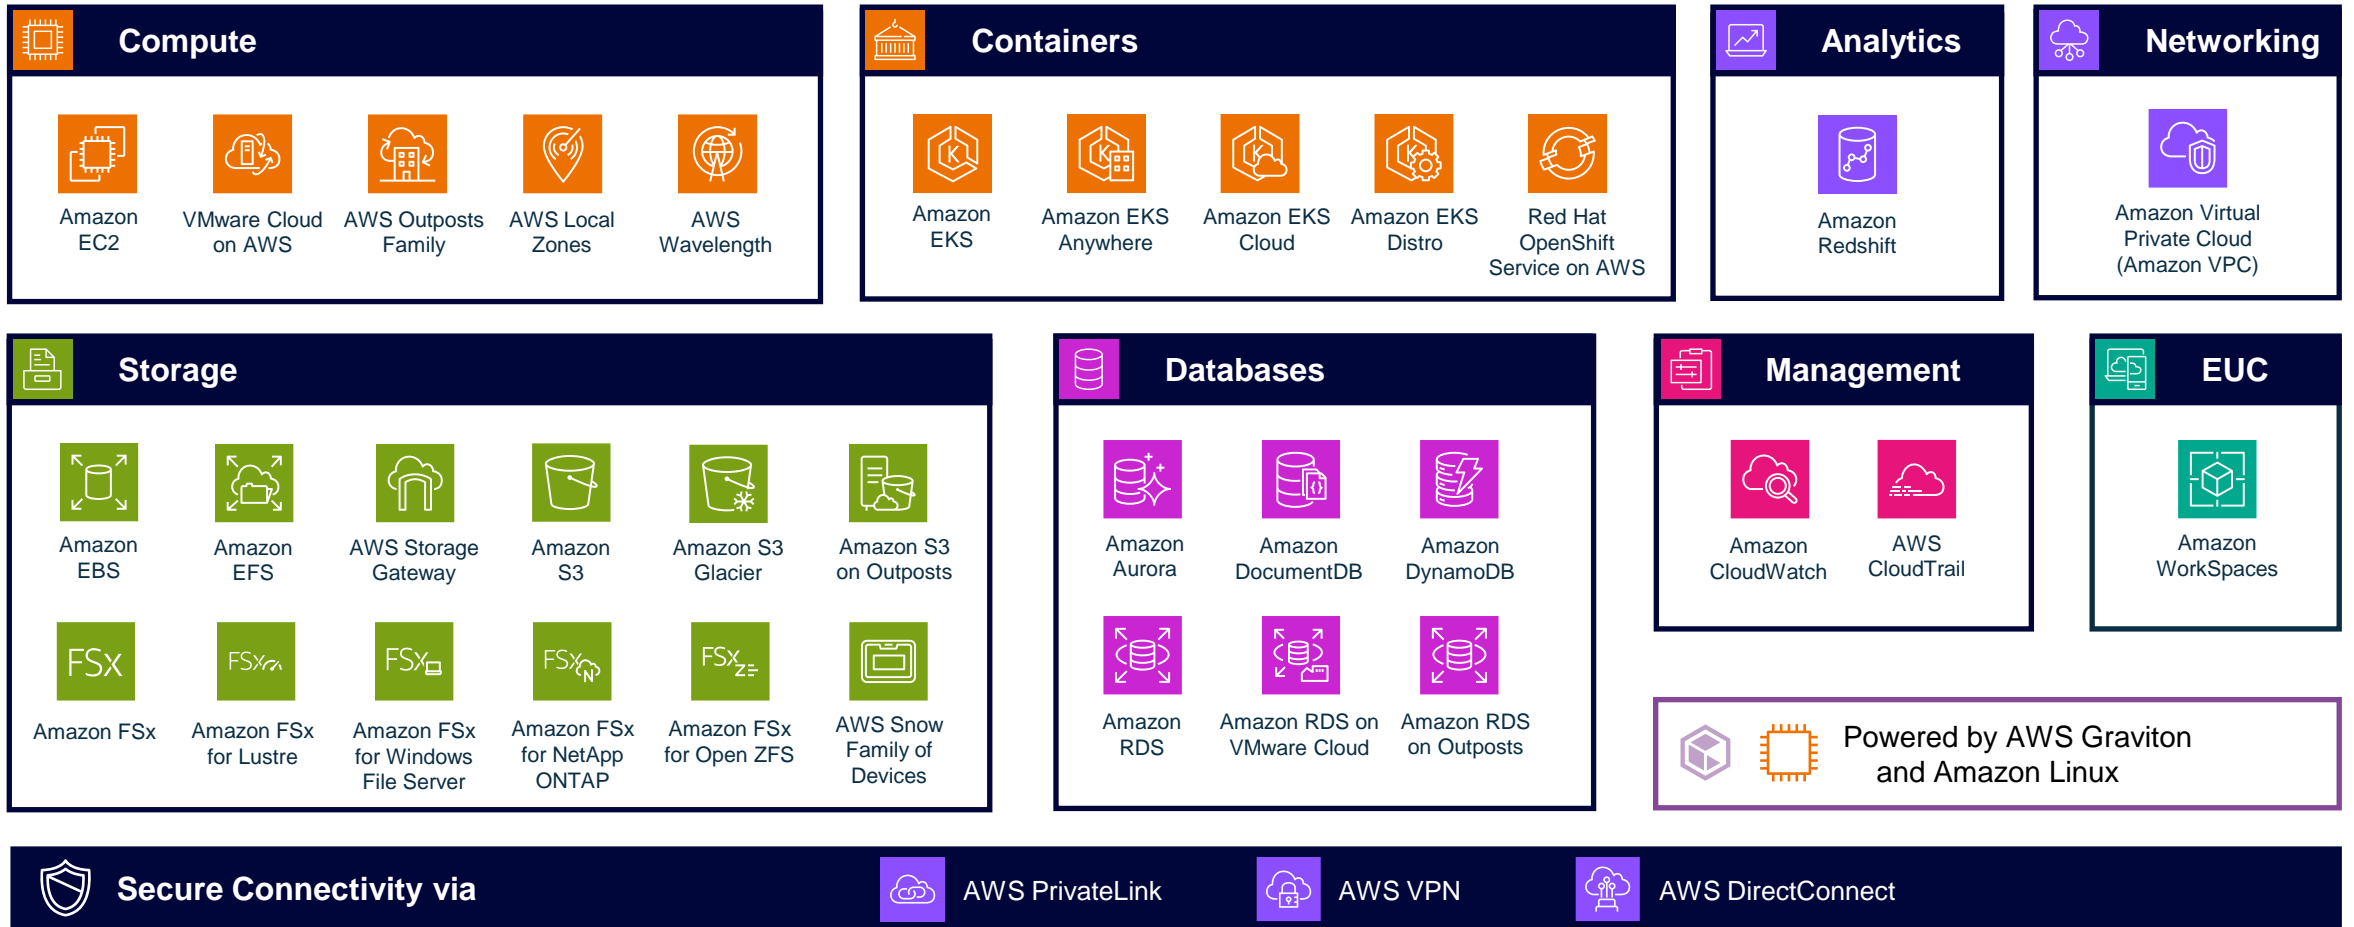 Compute
Amazon
EC2
VMware Cloud
on AWS
AWS Outposts
Family
AWS Local
Zones
AWS
Wavelength
Containers
Amazon
EKS
Amazon EKS
Anywhere
Amazon EKS
Cloud
Amazon EKS
Distro
Red Hat
OpenShift
Service on AWS
Analytics
Amazon
Redshift
Networking
Amazon Virtual
Private Cloud
(Amazon VPC)
Storage
Amazon
EBS
Amazon
EFS
AWS Storage
Gateway
Amazon
S3
Amazon S3
Glacier
Amazon S3
on Outposts
FSx
Amazon FSx
FSx
Amazon FSx
for Lustre
FSx
Amazon FSx
for Windows
File Server
FSx
N
Amazon FSx
for NetApp
ONTAP
FSx
Z
Amazon FSx
for Open ZFS
AWS Snow
Family of
Devices
Databases
Amazon
Aurora
Amazon
DocumentDB
Amazon
DynamoDB
Amazon
RDS
Amazon RDS on
VMware Cloud
Amazon RDS
on Outposts
Management
Amazon
CloudWatch
AWS
CloudTrail
EUC
Amazon
WorkSpaces
Powered by AWS Graviton
and Amazon Linux
Secure Connectivity via
AWS PrivateLink
AWS VPN
AWS DirectConnect